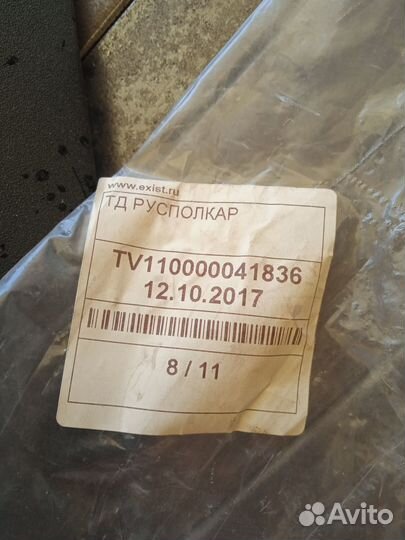 www.exist.ru
ТД РУСПОЛКАР
TV110000041836
12.10.2017
8 / 11
Avito